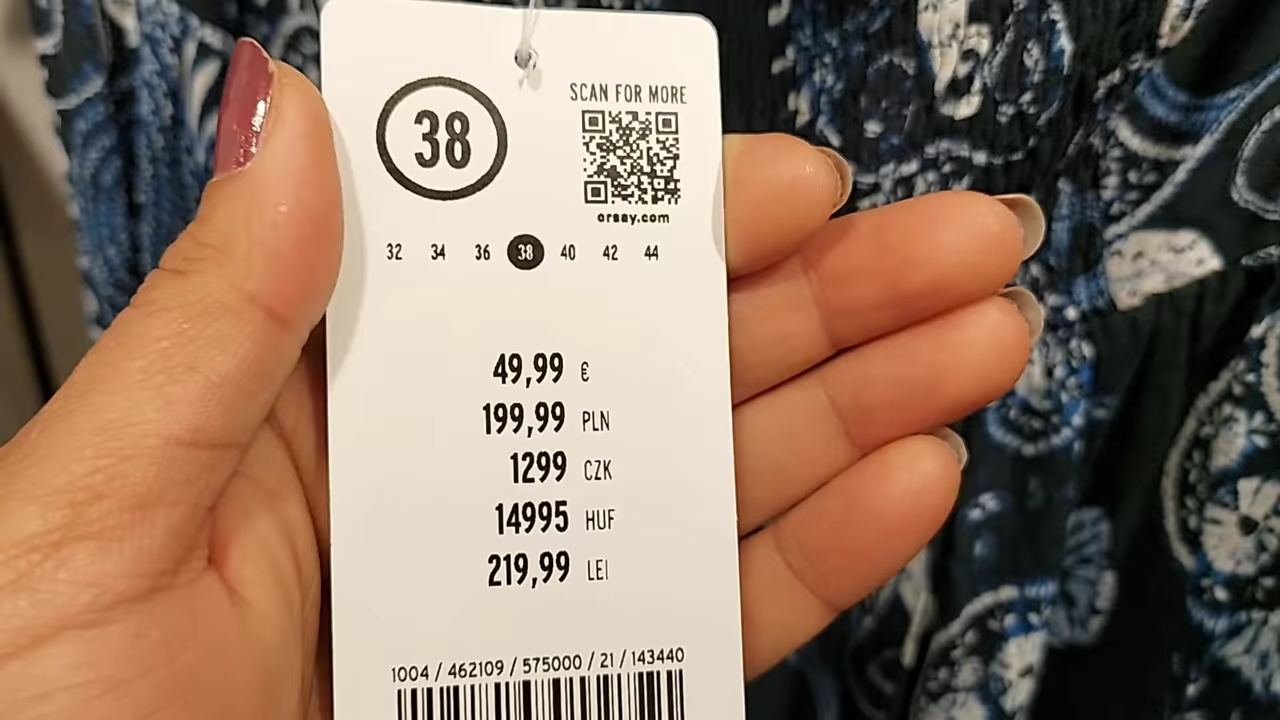 38
SCAN FOR MORE
orsay.com
32 34 36 38 40 42 44
49,99 €
199,99 PLN
1299 CZK
14995 HUF
219,99 LEI
1004 / 462109 / 575000 / 21 / 143440